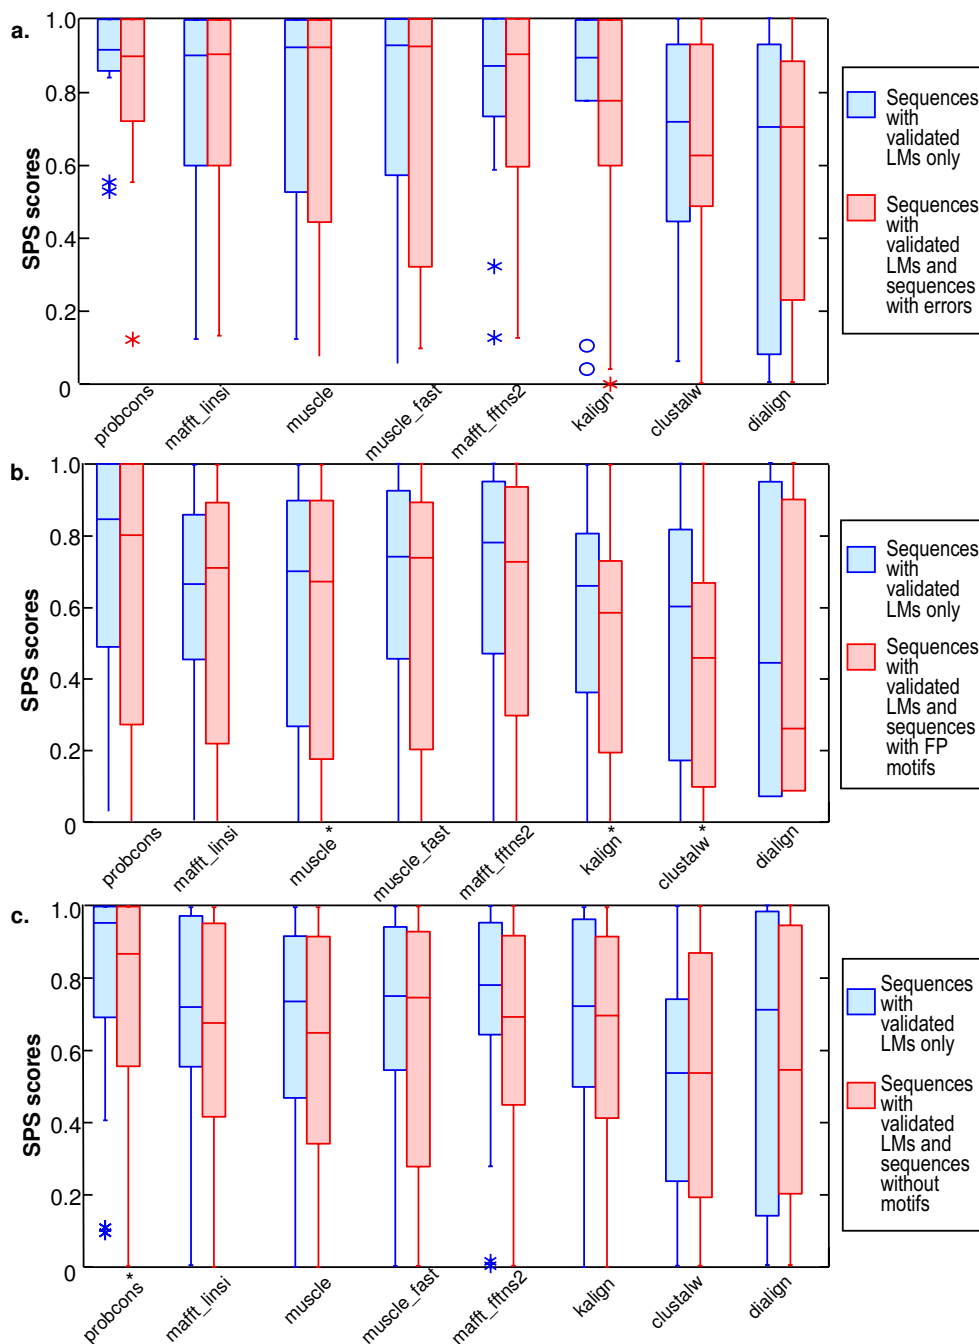 a.
1.0
0.8
0.6
0.4
0.2
0
SPS scores
probcons
mafft_linsi
muscle
muscle_fast
mafft_fftns2
kalign
clustalw
dialign
Sequences
with
validated
LMs only
Sequences
with
validated
LMs and
sequences
with errors
b.
1.0
0.8
0.6
0.4
0.2
0
SPS scores
probcons
mafft_linsi
muscle*
muscle_fast
mafft_fftns2
kalign*
clustalw*
dialign
Sequences
with
validated
LMs only
Sequences
with
validated
LMs and
sequences
with FP
motifs
c.
1.0
0.8
0.6
0.4
0.2
0
SPS scores
probcons*
mafft_linsi
muscle
muscle_fast
mafft_fftns2
kalign
clustalw
dialign
Sequences
with
validated
LMs only
Sequences
with
validated
LMs and
sequences
without
motifs